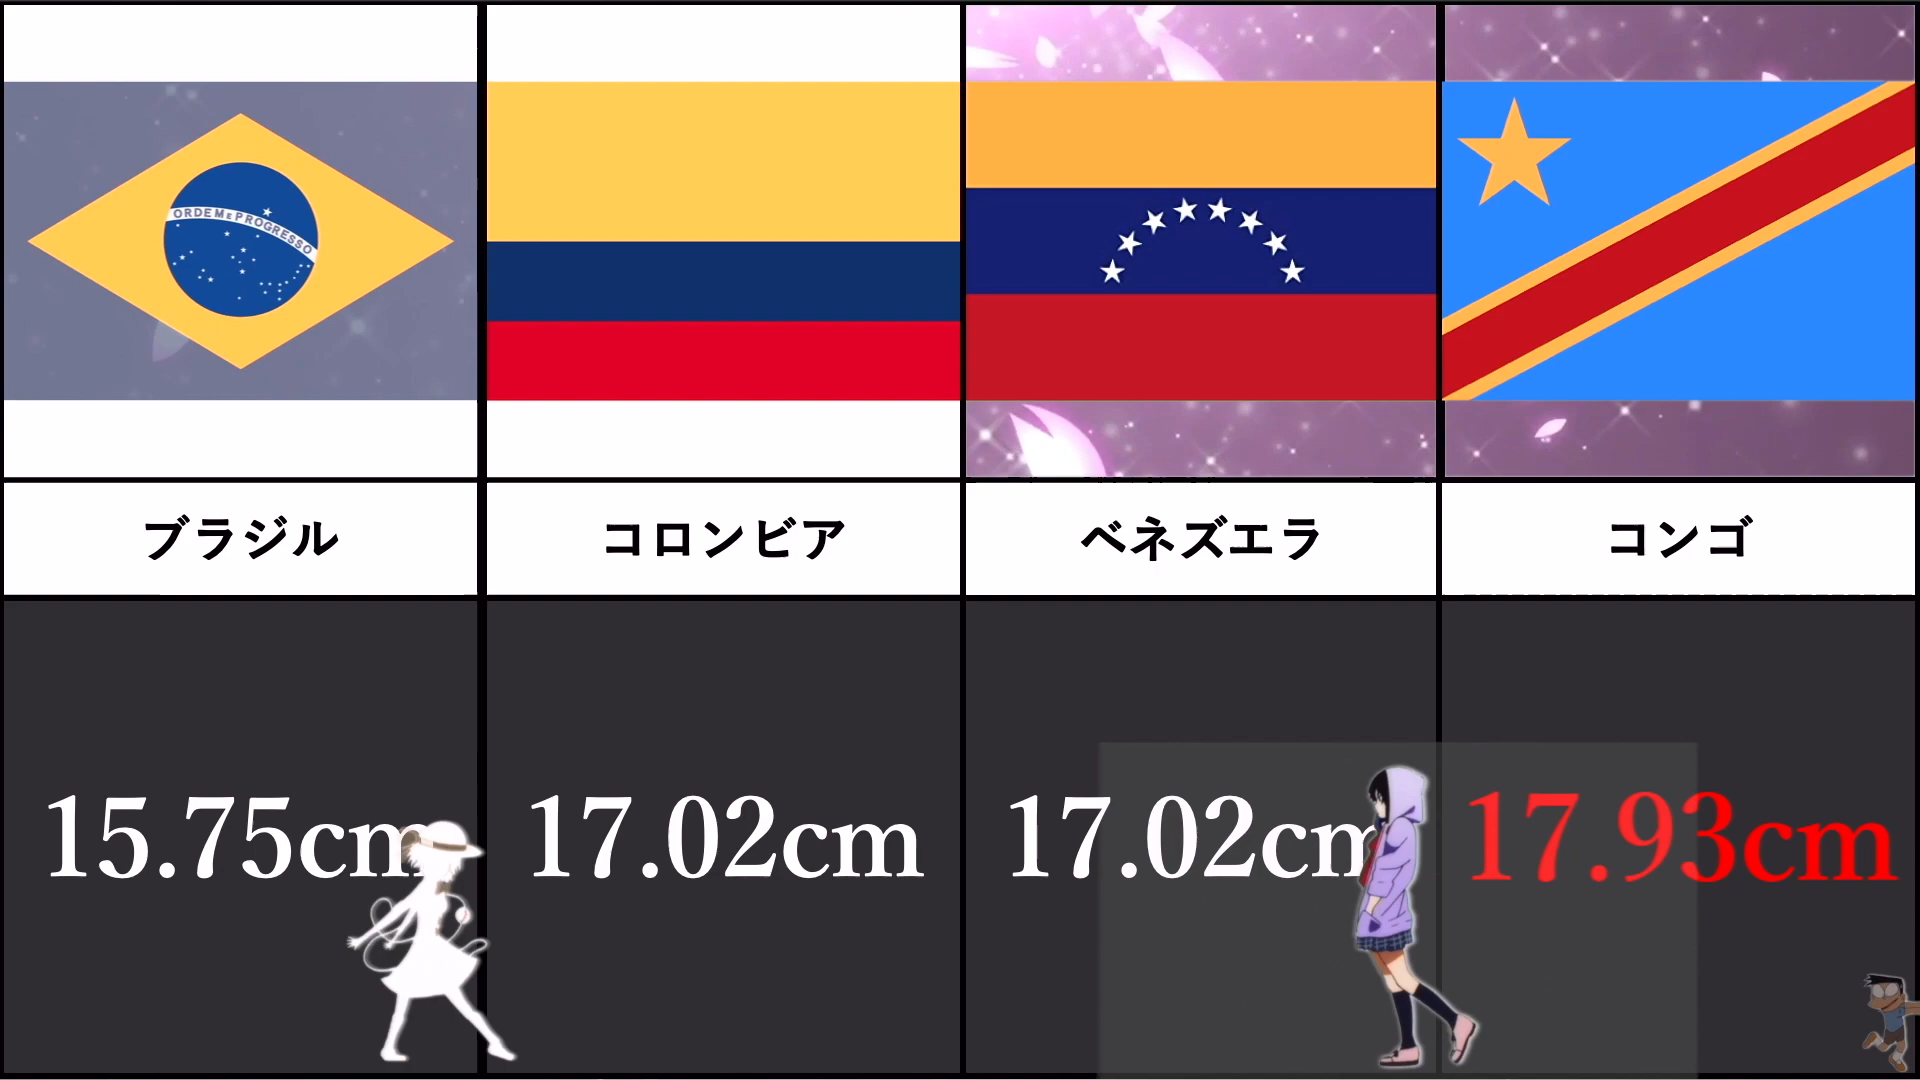 ORDEM E PROGRESSO
ブラジル
コロンビア
ベネズエラ
コンゴ
15.75cm
17.02cm
17.02cm
17.93cm